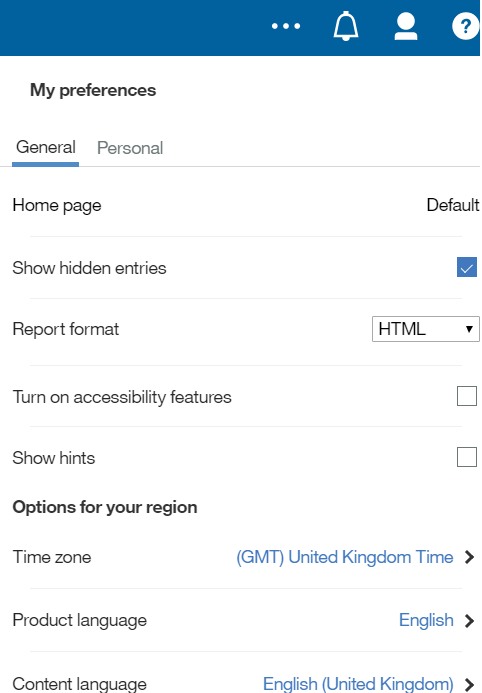 ?
My preferences
General Personal
Home page Default
Show hidden entries
Report format HTML
Turn on accessibility features
Show hints
Options for your region
Time zone (GMT) United Kingdom Time
Product language English
Content language English (United Kingdom)